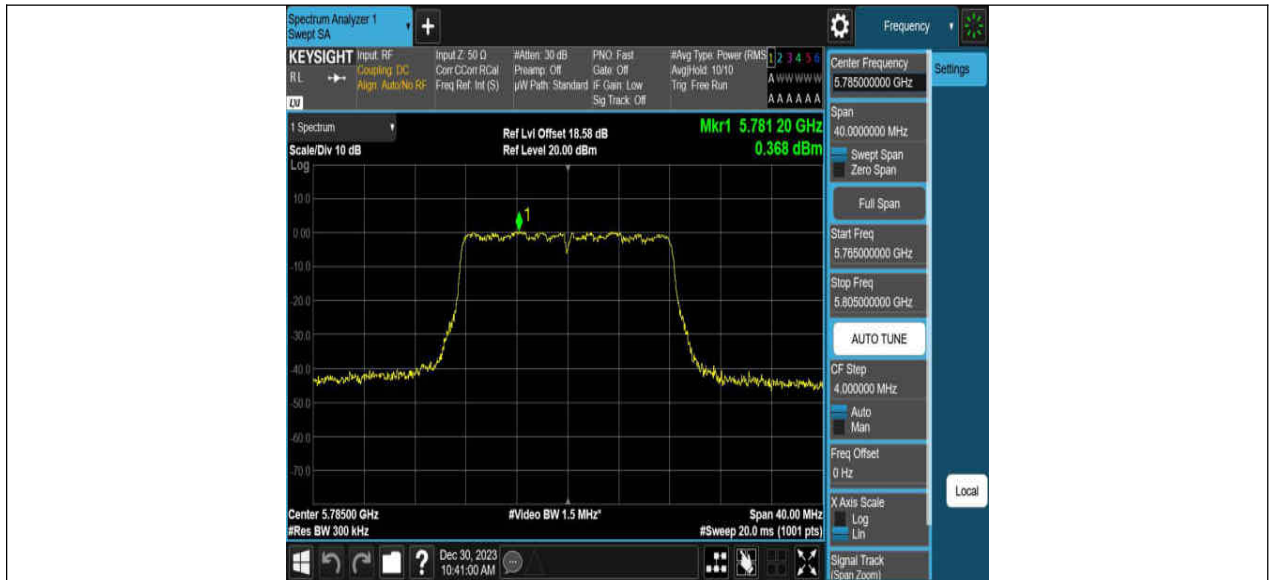 Spectrum Analyzer 1
Swept SA
+
Frequency
KEYSIGHT
RL
Input: RF
Coupling: DC
Align: Auto/No RF
Input Z: 50 Ω
Corr CCorr RCal
Freq Ref: Int (S)
#Atten: 30 dB
Preamp: Off
µW Path: Standard
PNO: Fast
Gate: Off
IF Gain: Low
Sig Track: Off
#Avg Type: Power (RMS
Avg|Hold: 10/10
Trig: Free Run
1 2 3 4 5 6
A W W W W W
A A A A A A
1 Spectrum
Scale/Div 10 dB
Log
Ref Lvl Offset 18.58 dB
Ref Level 20.00 dBm
Mkr1 5.781 20 GHz
0.368 dBm
10.0
0.00
-10.0
-20.0
-30.0
-40.0
-50.0
-60.0
-70.0
1
Center 5.78500 GHz
#Res BW 300 kHz
#Video BW 1.5 MHz*
Span 40.00 MHz
#Sweep 20.0 ms (1001 pts)
Center Frequency
5.785000000 GHz
Settings
Span
40.0000000 MHz
Swept Span
Zero Span
Full Span
Start Freq
5.765000000 GHz
Stop Freq
5.805000000 GHz
AUTO TUNE
CF Step
4.000000 MHz
Auto
Man
Freq Offset
0 Hz
X Axis Scale
Log
Lin
Local
Signal Track
(Span Zoom)
?
Dec 30, 2023
10:41:00 AM